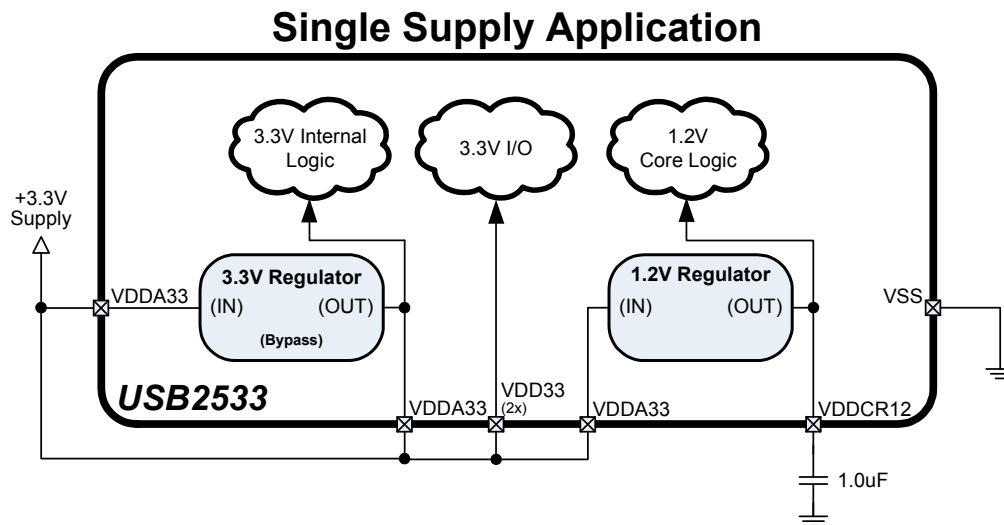 Single Supply Application
3.3V Internal
Logic
3.3V I/O
1.2V
Core Logic
+3.3V
Supply
VDDA33
3.3V Regulator
(IN)
(OUT)
(Bypass)
1.2V Regulator
(IN)
(OUT)
VSS
USB2533
VDDA33
VDD33
(2x)
VDDA33
VDDCR12
1.0uF